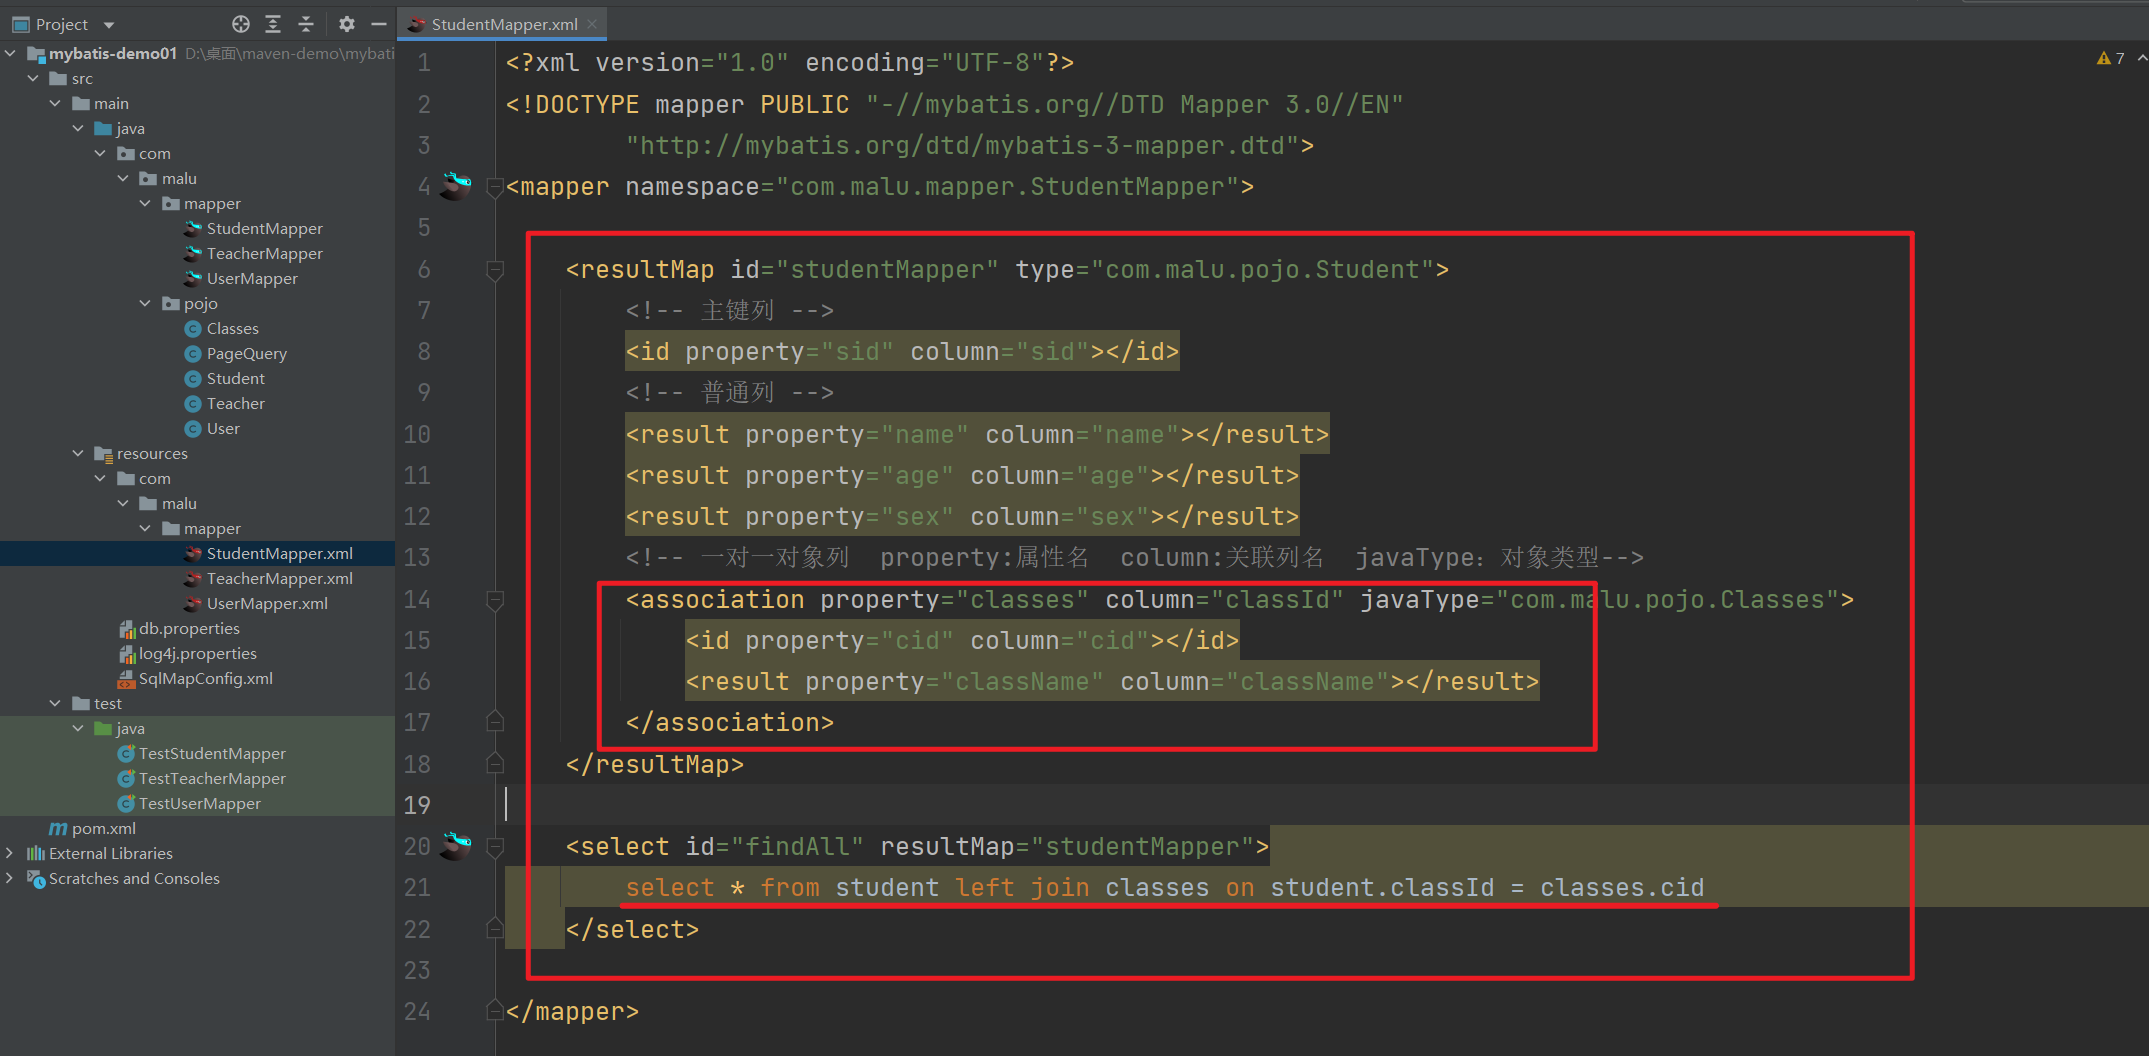 Project
StudentMapper.xml
mybatis-demo01 D:\桌面\maven-demo\mybati
src
main
java
com
malu
mapper
StudentMapper
TeacherMapper
UserMapper
pojo
Classes
PageQuery
Student
Teacher
User
resources
com
malu
mapper
StudentMapper.xml
TeacherMapper.xml
UserMapper.xml
db.properties
log4j.properties
SqlMapConfig.xml
test
java
TestStudentMapper
TestTeacherMapper
TestUserMapper
pom.xml
External Libraries
Scratches and Consoles
7
1 <?xml version="1.0" encoding="UTF-8"?>
2 <!DOCTYPE mapper PUBLIC "-//mybatis.org//DTD Mapper 3.0//EN"
3 "http://mybatis.org/dtd/mybatis-3-mapper.dtd">
4 <mapper namespace="com.malu.mapper.StudentMapper">
5
6 <resultMap id="studentMapper" type="com.malu.pojo.Student">
7 <!-- 主键列 -->
8 <id property="sid" column="sid"></id>
9 <!-- 普通列 -->
10 <result property="name" column="name"></result>
11 <result property="age" column="age"></result>
12 <result property="sex" column="sex"></result>
13 <!-- 一对一对象列  property:属性名  column:关联列名  javaType：对象类型-->
14 <association property="classes" column="classId" javaType="com.malu.pojo.Classes">
15 <id property="cid" column="cid"></id>
16 <result property="className" column="className"></result>
17 </association>
18 </resultMap>
19
20 <select id="findAll" resultMap="studentMapper">
21 select * from student left join classes on student.classId = classes.cid
22 </select>
23
24 </mapper>